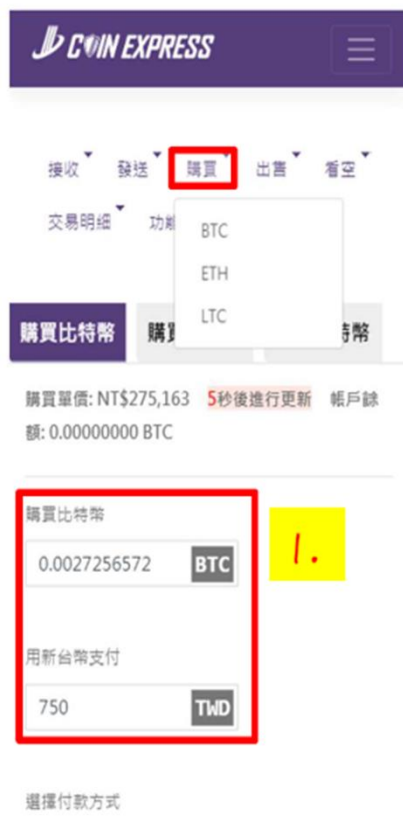 COIN EXPRESS
接收 發送 購買 出售 看空
交易明細
BTC
ETH
LTC
購買比特幣
購買單價: NT$275,163 5秒後進行更新 帳戶餘
額: 0.00000000 BTC
購買比特幣
0.0027256572 BTC
1.
用新台幣支付
750 TWD
選擇付款方式